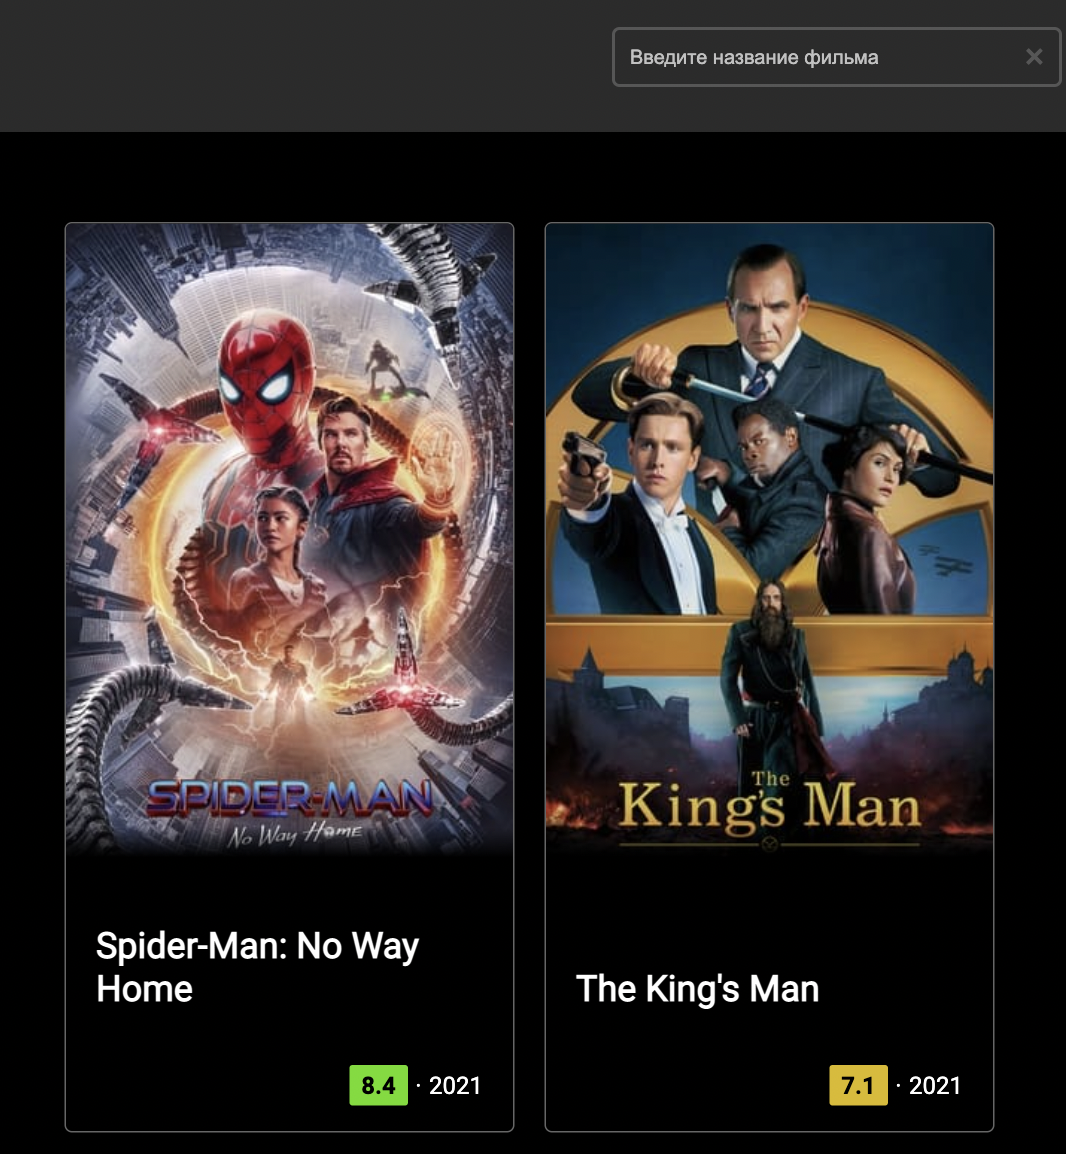 Введите название фильма
SPIDER-MAN
No Way Home
The
King's Man
Spider-Man: No Way
Home
The King's Man
8.4 · 2021
7.1 · 2021